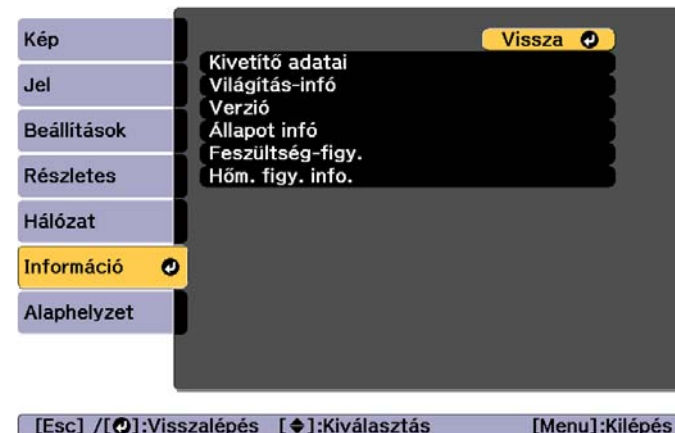 Kép
Jel
Beállítások
Részletes
Hálózat
Információ
Alaphelyzet
Vissza
Kivetítő adatai
Világítás-infó
Verzió
Állapot infó
Feszültség-figy.
Hőm. figy. info.
[Esc] /[⏎]:Visszalépés [◆]:Kiválasztás [Menu]:Kilépés